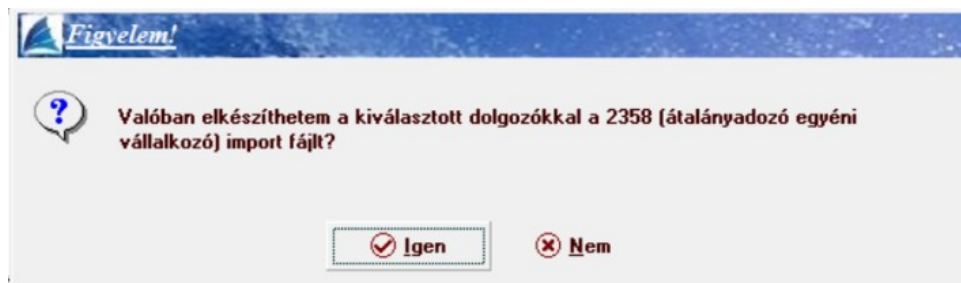 Figyelem!
?
Valóban elkészíthetem a kiválasztott dolgozókkal a 2358 (átalányadozó egyéni
vállalkozó) import fájlt?
Igen
Nem